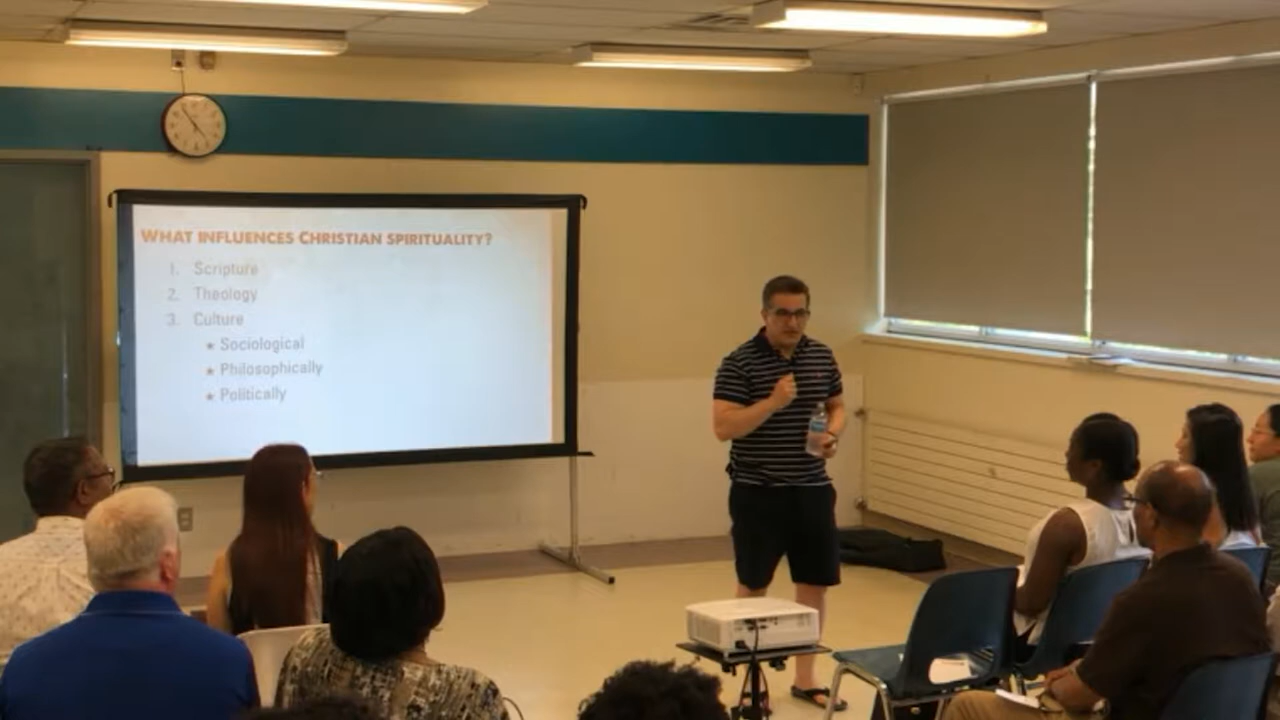 WHAT INFLUENCES CHRISTIAN SPIRITUALITY?
1. Scripture
2. Theology
3. Culture
★ Sociological
★ Philosophically
★ Politically